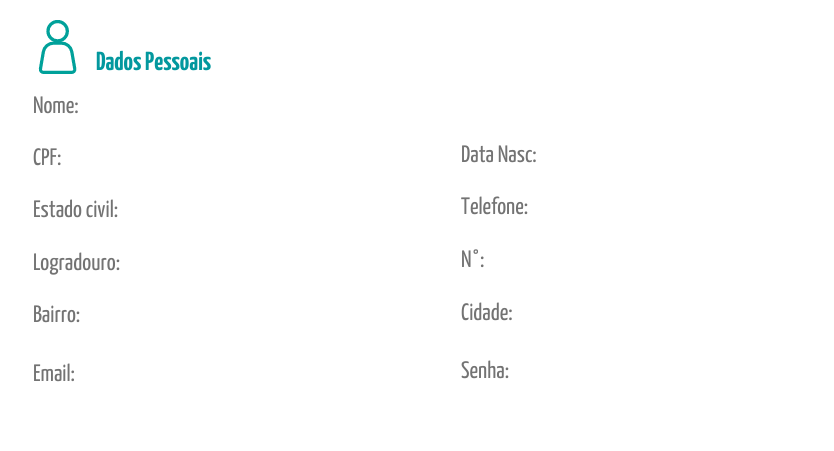 Dados Pessoais
Nome:
CPF:
Data Nasc:
Estado civil:
Telefone:
Logradouro:
N°:
Bairro:
Cidade:
Email:
Senha: